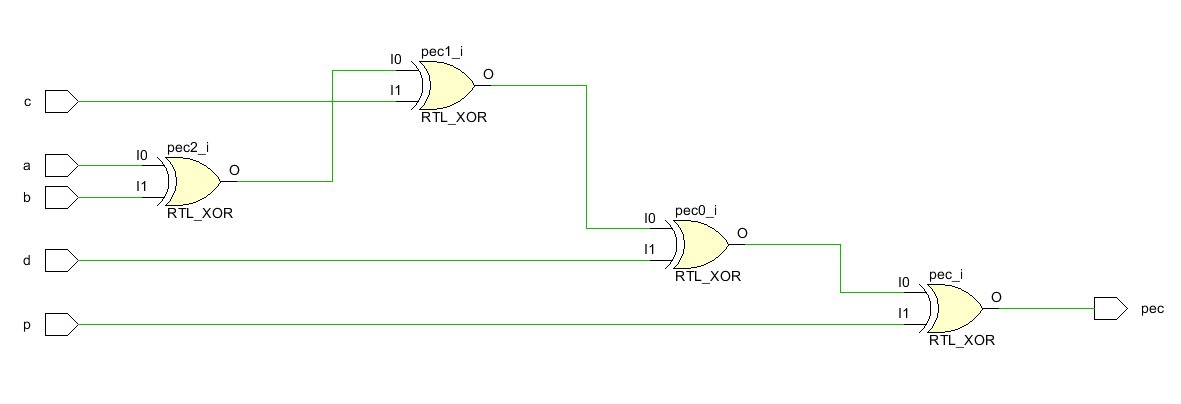 pec1_i
I0
O
c
I1
RTL_XOR
pec2_i
a
I0
O
b
I1
RTL_XOR
pec0_i
I0
O
d
I1
RTL_XOR
pec_i
I0
O
pec
p
I1
RTL_XOR